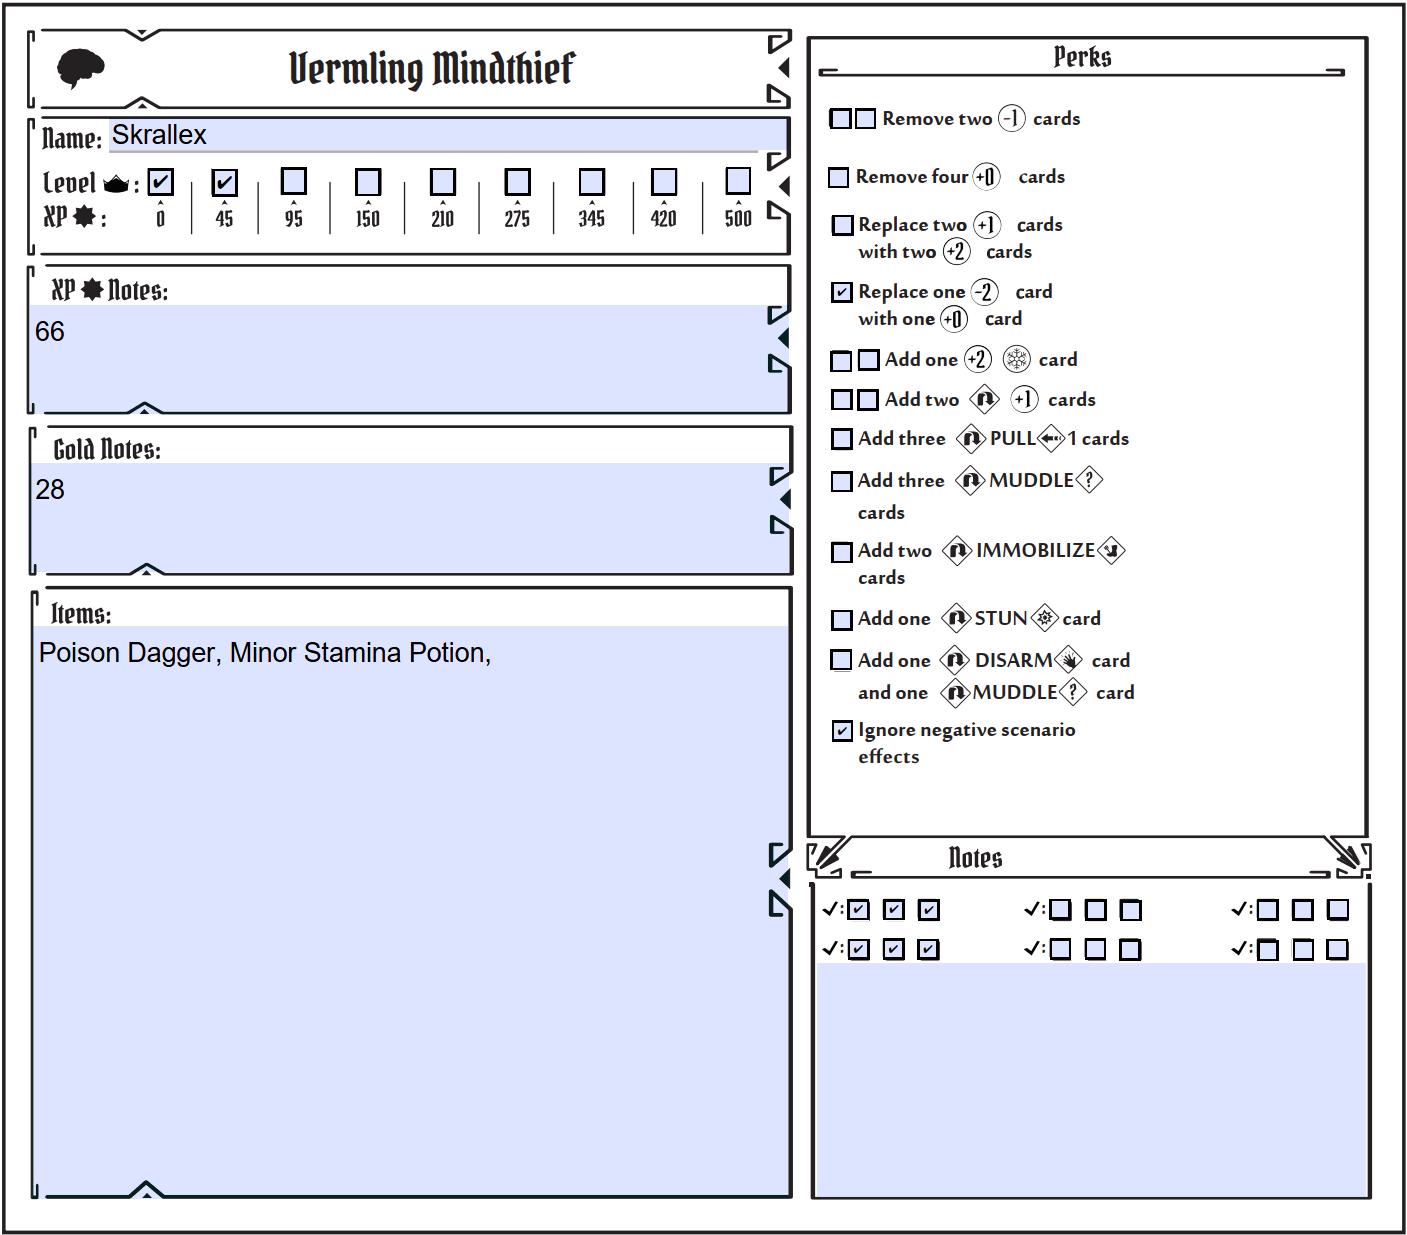 Vermling Mindthief
Name: Skrallex
Level : ✔ ✔
XP : 0 45 95 150 210 275 345 420 500
XP Notes:
66
Gold Notes:
28
Items:
Poison Dagger, Minor Stamina Potion,
Perks
Remove two -1 cards
Remove four +0 cards
Replace two +1 cards
with two +2 cards
✔ Replace one -2 card
with one +0 card
Add one +2 card
Add two +1 cards
Add three PULL 1 cards
Add three MUDDLE ?
cards
Add two IMMOBILIZE
cards
Add one STUN card
Add one DISARM card
and one MUDDLE ? card
✔ Ignore negative scenario
effects
Notes
✓: ✔ ✔ ✔ ✓: ✓:
✓: ✔ ✔ ✔ ✓: ✓: